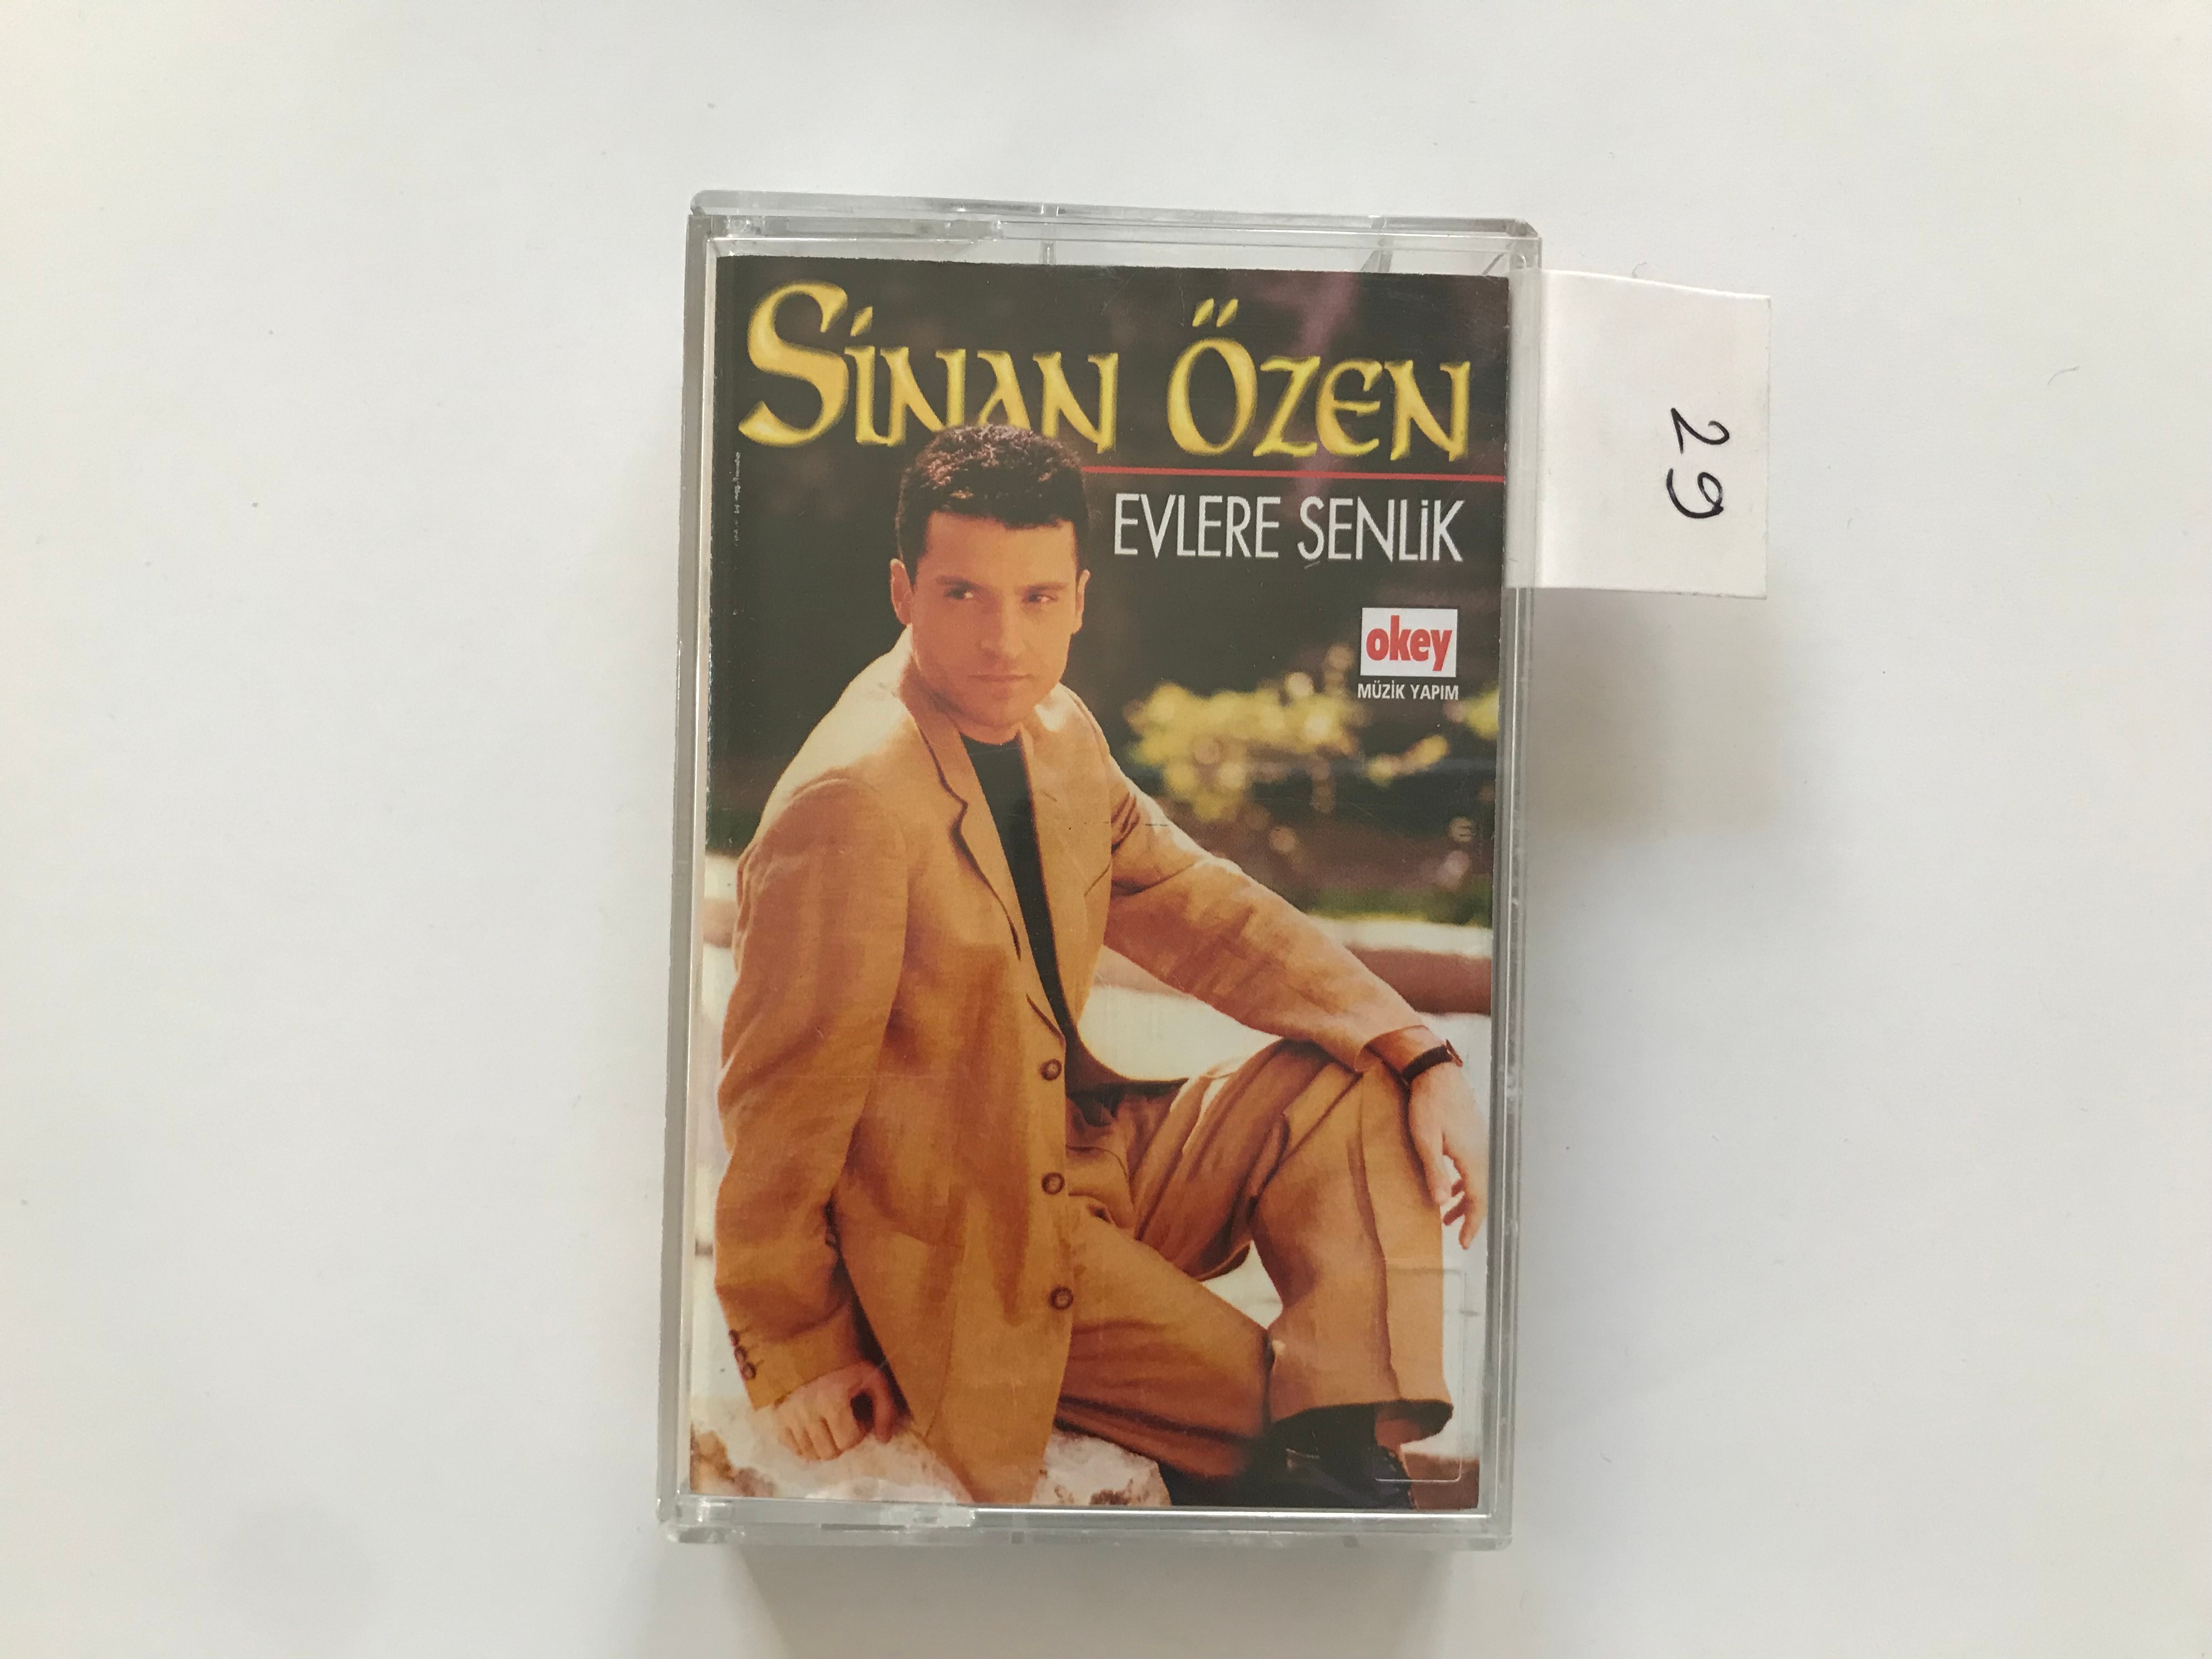 SİNAN ÖZEN
EVLERE ŞENLİK
okey
MÜZİK YAPIM
29